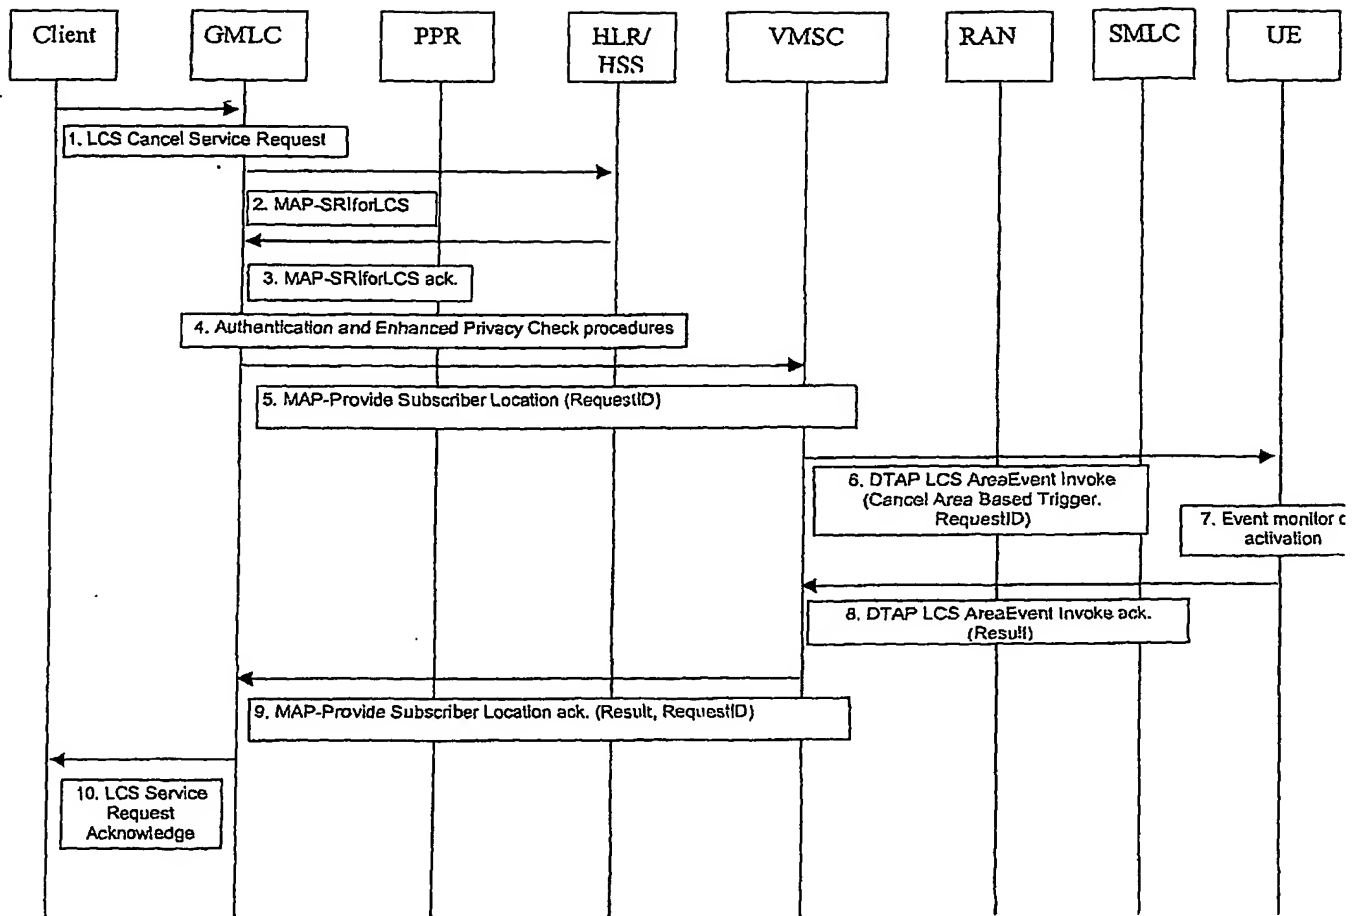 Client
GMLC
PPR
HLR/
HSS
VMSC
RAN
SMLC
UE
1. LCS Cancel Service Request
2. MAP-SRIforLCS
3. MAP-SRIforLCS ack.
4. Authentication and Enhanced Privacy Check procedures
5. MAP-Provide Subscriber Location (RequestID)
6. DTAP LCS AreaEvent Invoke
(Cancel Area Based Trigger.
RequestID)
7. Event monitor
activation
8. DTAP LCS AreaEvent Invoke ack.
(Result)
9. MAP-Provide Subscriber Location ack. (Result, RequestID)
10. LCS Service
Request
Acknowledge